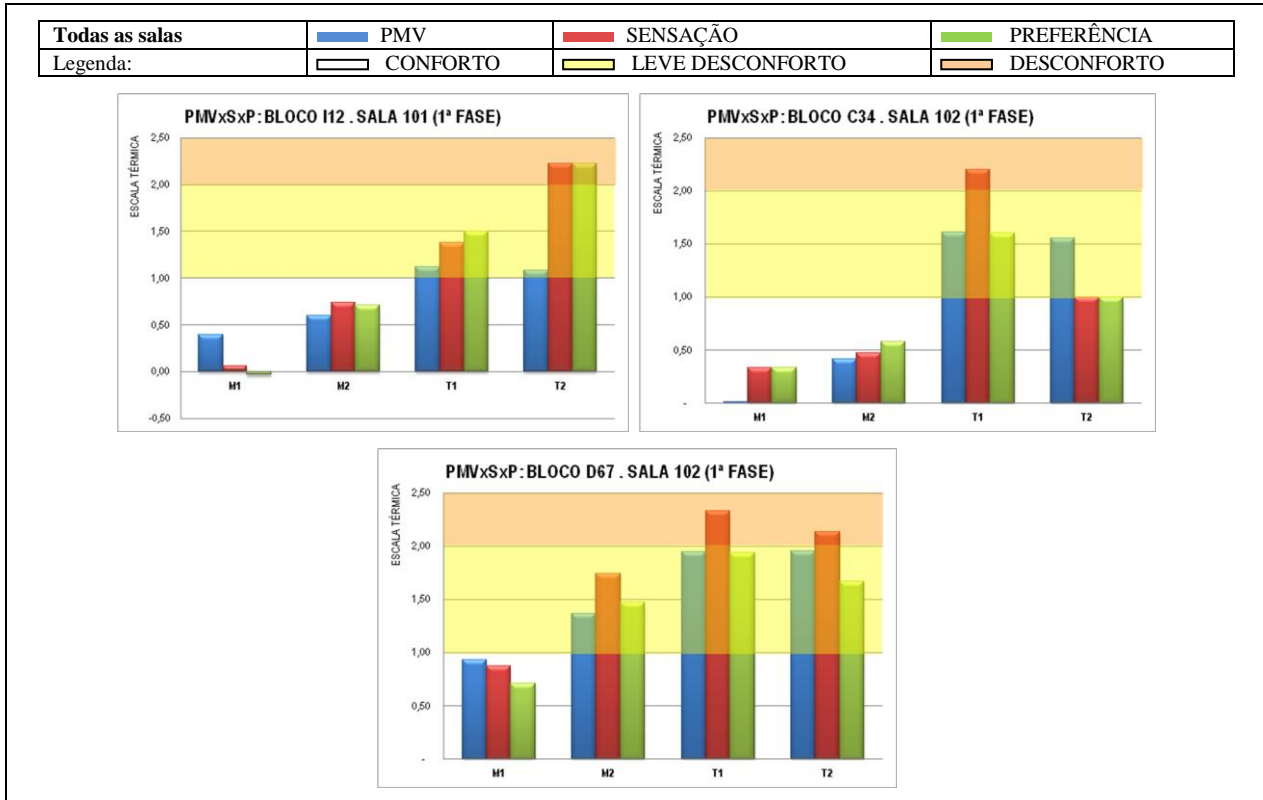 Todas as salas PMV SENSAÇÃO PREFERÊNCIA
Legenda: CONFORTO LEVE DESCONFORTO DESCONFORTO
PMVxSxP: BLOCO I12 . SALA 101 (1ª FASE)
ESCALA TÉRMICA
2,50
2,00
1,50
1,00
0,50
0,00
-0,50
M1 M2 T1 T2
PMVxSxP: BLOCO C34 . SALA 102 (1ª FASE)
ESCALA TÉRMICA
2,50
2,00
1,50
1,00
0,50
-
M1 M2 T1 T2
PMVxSxP: BLOCO D67 . SALA 102 (1ª FASE)
ESCALA TÉRMICA
2,50
2,00
1,50
1,00
0,50
-
M1 M2 T1 T2